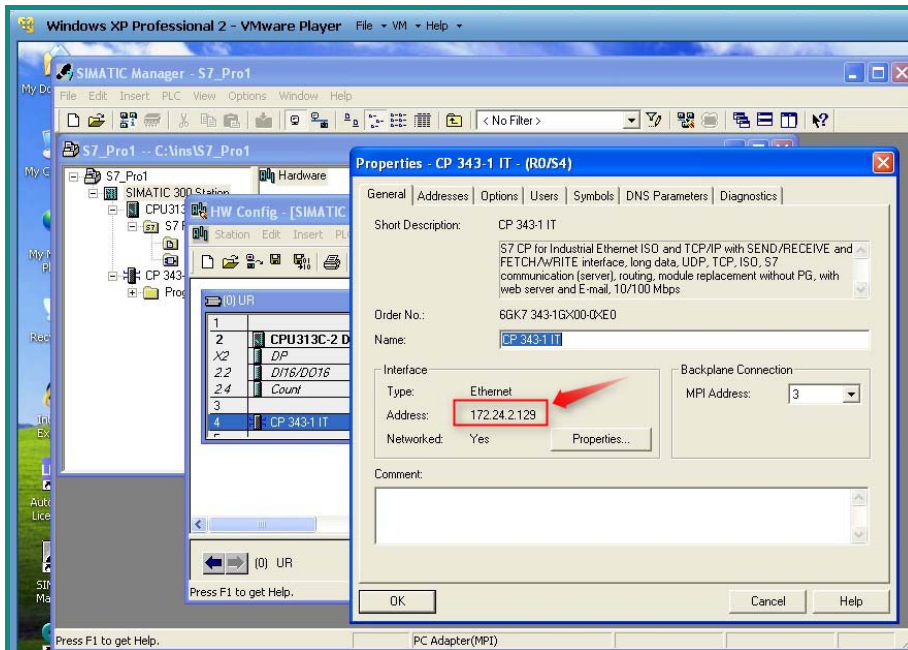 Windows XP Professional 2 - VMware Player File VM Help
My
SIMATIC Manager - S7_Pro1
File Edit Insert PLC View Options Window Help
< No Filter >
S7_Pro1 -- C:\ins\S7_Pro1
S7_Pro1
Hardware
SIMATIC 300 Station
CPU313
S7
CP 343-
HW Config - [SIMATIC
Station Edit Insert
(0) UR
1
2 CPU313C-2 D
X2 DP
2.2 DI16/DO16
2.4 Count
3
4 CP 343-1 IT
(0) UR
Press F1 to get Help.
Properties - CP 343-1 IT - (R0/S4)
General Addresses Options Users Symbols DNS Parameters Diagnostics
Short Description: CP 343-1 IT
S7 CP for Industrial Ethernet ISO and TCP/IP with SEND/RECEIVE and
FETCH/WRITE interface, long data, UDP, TCP, ISO, S7
communication (server), routing, module replacement without PG, with
web server and E-mail, 10/100 Mbps
Order No.: 6GK7 343-1GX00-0XE0
Name: CP 343-1 IT
Interface
Type: Ethernet
Address: 172.24.2.129
Networked: Yes Properties...
Backplane Connection
MPI Address: 3
Comment:
OK Cancel Help
Press F1 to get Help.
PC Adapter(MPI)